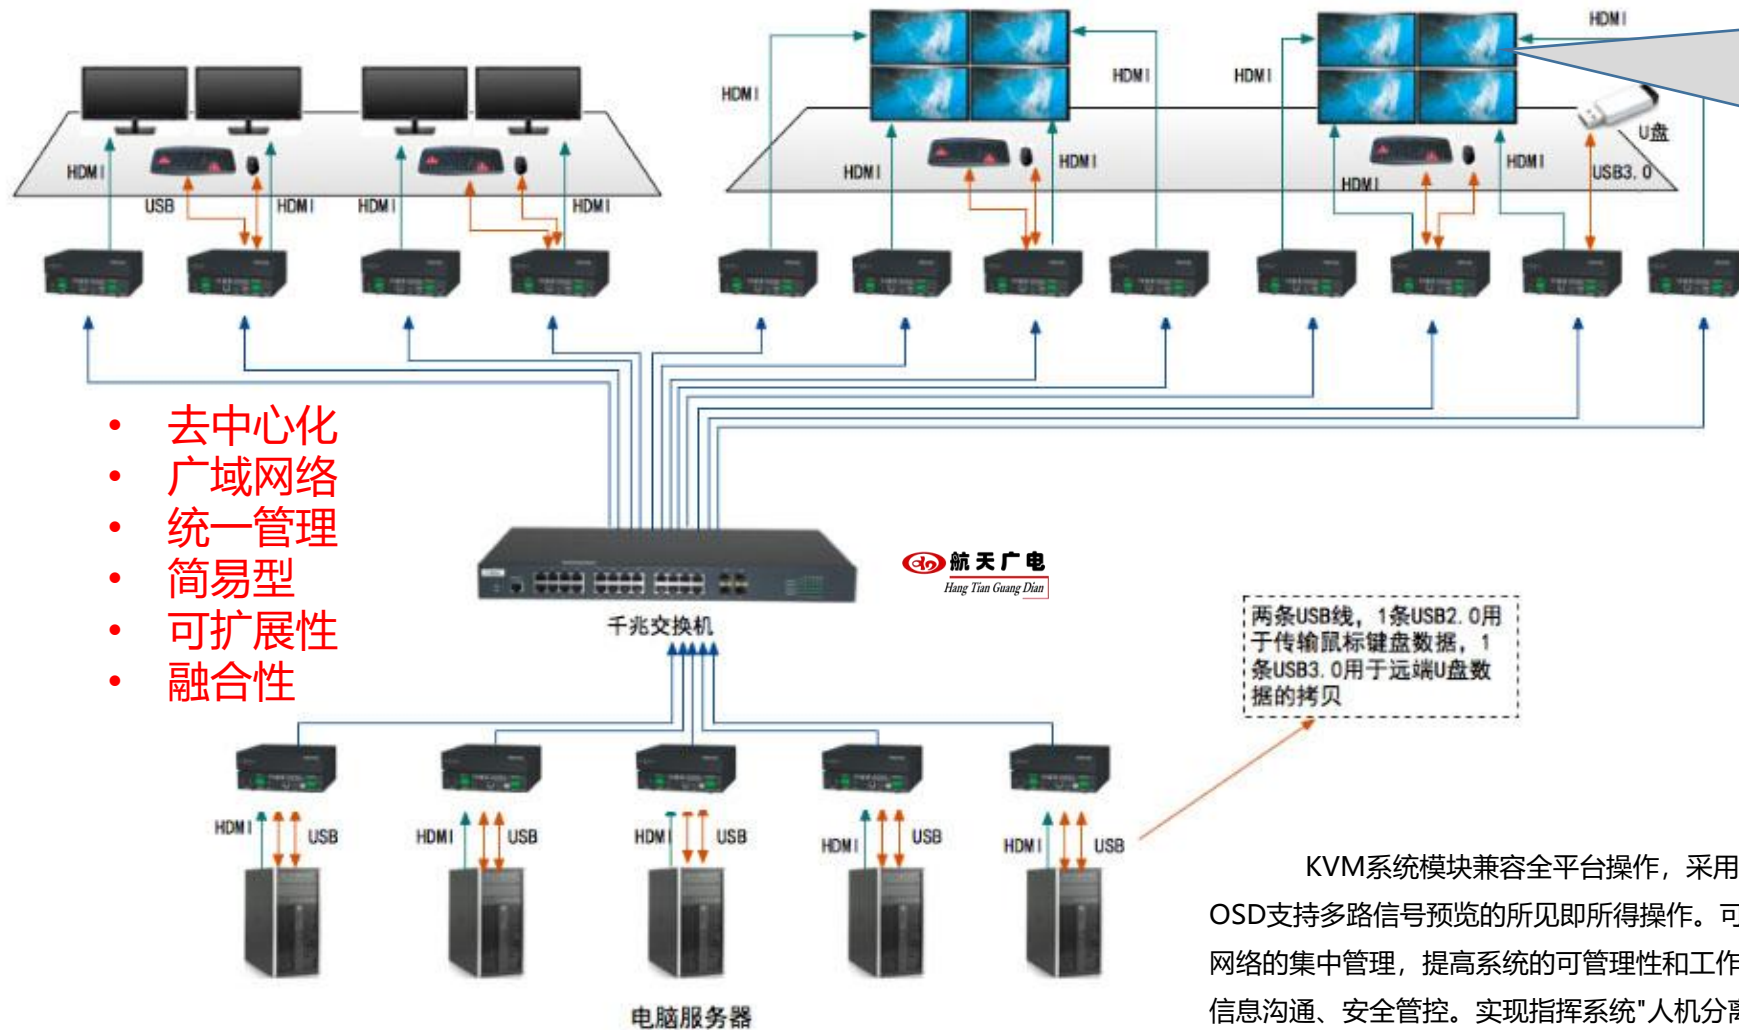 HDMI
HDMI
HDMI
HDMI
U盘
HDMI
HDMI
HDMI
HDMI
HDMI
USB3.0
USB
HDMI
HDMI
HDMI
HDMI
• 去中心化
• 广域网络
• 统一管理
• 简易型
• 可扩展性
• 融合性
航天广电
Hang Tian Guang Dian
千兆交换机
两条USB线，1条USB2.0用
于传输鼠标键盘数据，1
条USB3.0用于远端U盘数
据的拷贝
HDMI
USB
HDMI
USB
HDMI
USB
HDMI
USB
HDMI
USB
KVM系统模块兼容全平台操作，采用
OSD支持多路信号预览的所见即所得操作。可
网络的集中管理，提高系统的可管理性和工作
信息沟通、安全管控。实现指挥系统"人机分离
电脑服务器